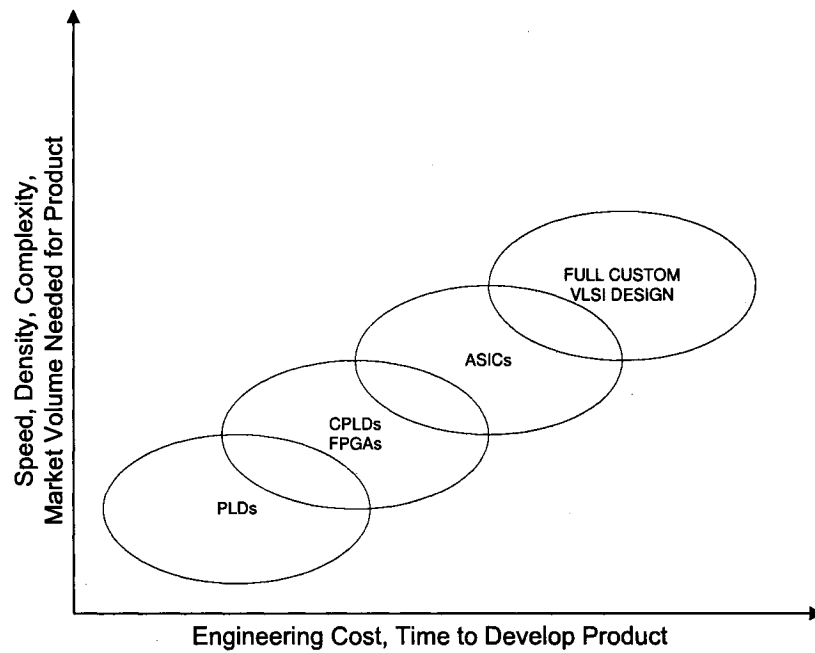 Speed, Density, Complexity,
Market Volume Needed for Product
FULL CUSTOM
VLSI DESIGN
ASICs
CPLDs
FPGAs
PLDs
Engineering Cost, Time to Develop Product